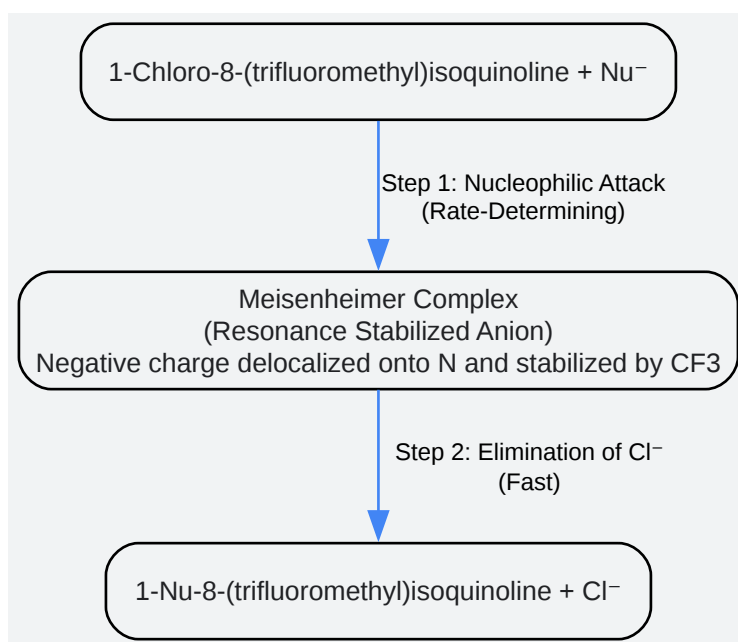 1-Chloro-8-(trifluoromethyl)isoquinoline + Nu⁻
Step 1: Nucleophilic Attack
(Rate-Determining)
Meisenheimer Complex
(Resonance Stabilized Anion)
Negative charge delocalized onto N and stabilized by CF3
Step 2: Elimination of Cl⁻
(Fast)
1-Nu-8-(trifluoromethyl)isoquinoline + Cl⁻